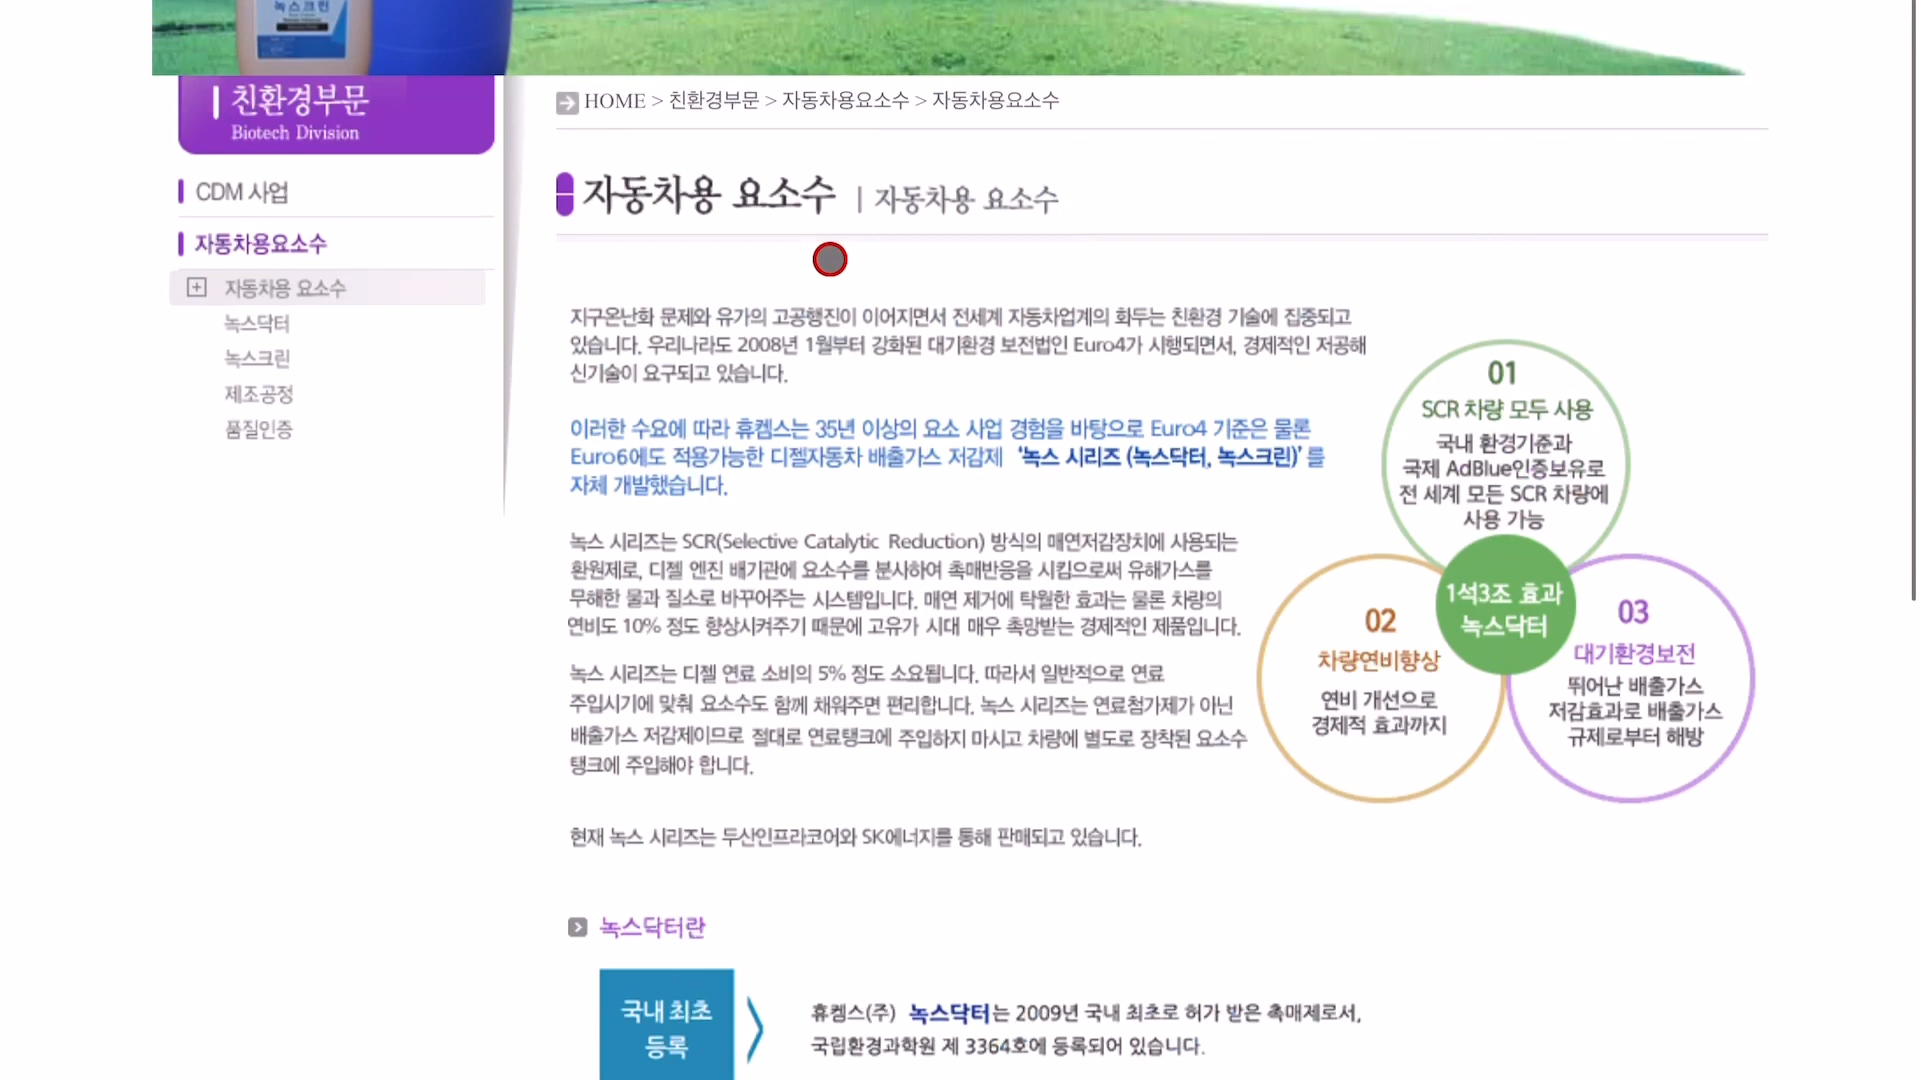 녹스크린
친환경부문
Biotech Division
CDM 사업
자동차용요소수
자동차용 요소수
녹스닥터
녹스크린
제조공정
품질인증
HOME > 친환경부문 > 자동차용요소수 > 자동차용요소수
자동차용 요소수 | 자동차용 요소수
지구온난화 문제와 유가의 고공행진이 이어지면서 전세계 자동차업계의 화두는 친환경 기술에 집중되고
있습니다. 우리나라도 2008년 1월부터 강화된 대기환경 보전법인 Euro4가 시행되면서, 경제적인 저공해
신기술이 요구되고 있습니다.
이러한 수요에 따라 휴켐스는 35년 이상의 요소 사업 경험을 바탕으로 Euro4 기준은 물론
Euro6에도 적용가능한 디젤자동차 배출가스 저감제 '녹스 시리즈 (녹스닥터, 녹스크린)'를
자체 개발했습니다.
녹스 시리즈는 SCR(Selective Catalytic Reduction) 방식의 매연저감장치에 사용되는
환원제로, 디젤 엔진 배기관에 요소수를 분사하여 촉매반응을 시킴으로써 유해가스를
무해한 물과 질소로 바꾸어주는 시스템입니다. 매연 제거에 탁월한 효과는 물론 차량의
연비도 10% 정도 향상시켜주기 때문에 고유가 시대 매우 촉망받는 경제적인 제품입니다.
녹스 시리즈는 디젤 연료 소비의 5% 정도 소요됩니다. 따라서 일반적으로 연료
주입시기에 맞춰 요소수도 함께 채워주면 편리합니다. 녹스 시리즈는 연료첨가제가 아닌
배출가스 저감제이므로 절대로 연료탱크에 주입하지 마시고 차량에 별도로 장착된 요소수
탱크에 주입해야 합니다.
현재 녹스 시리즈는 두산인프라코어와 SK에너지를 통해 판매되고 있습니다.
01
SCR 차량 모두 사용
국내 환경기준과
국제 AdBlue인증보유로
전 세계 모든 SCR 차량에
사용 가능
1석3조 효과
녹스닥터
02
차량연비향상
연비 개선으로
경제적 효과까지
03
대기환경보전
뛰어난 배출가스
저감효과로 배출가스
규제로부터 해방
녹스닥터란
국내 최초
등록
휴켐스(주) 녹스닥터는 2009년 국내 최초로 허가 받은 촉매제로서,
국립환경과학원 제 3364호에 등록되어 있습니다.